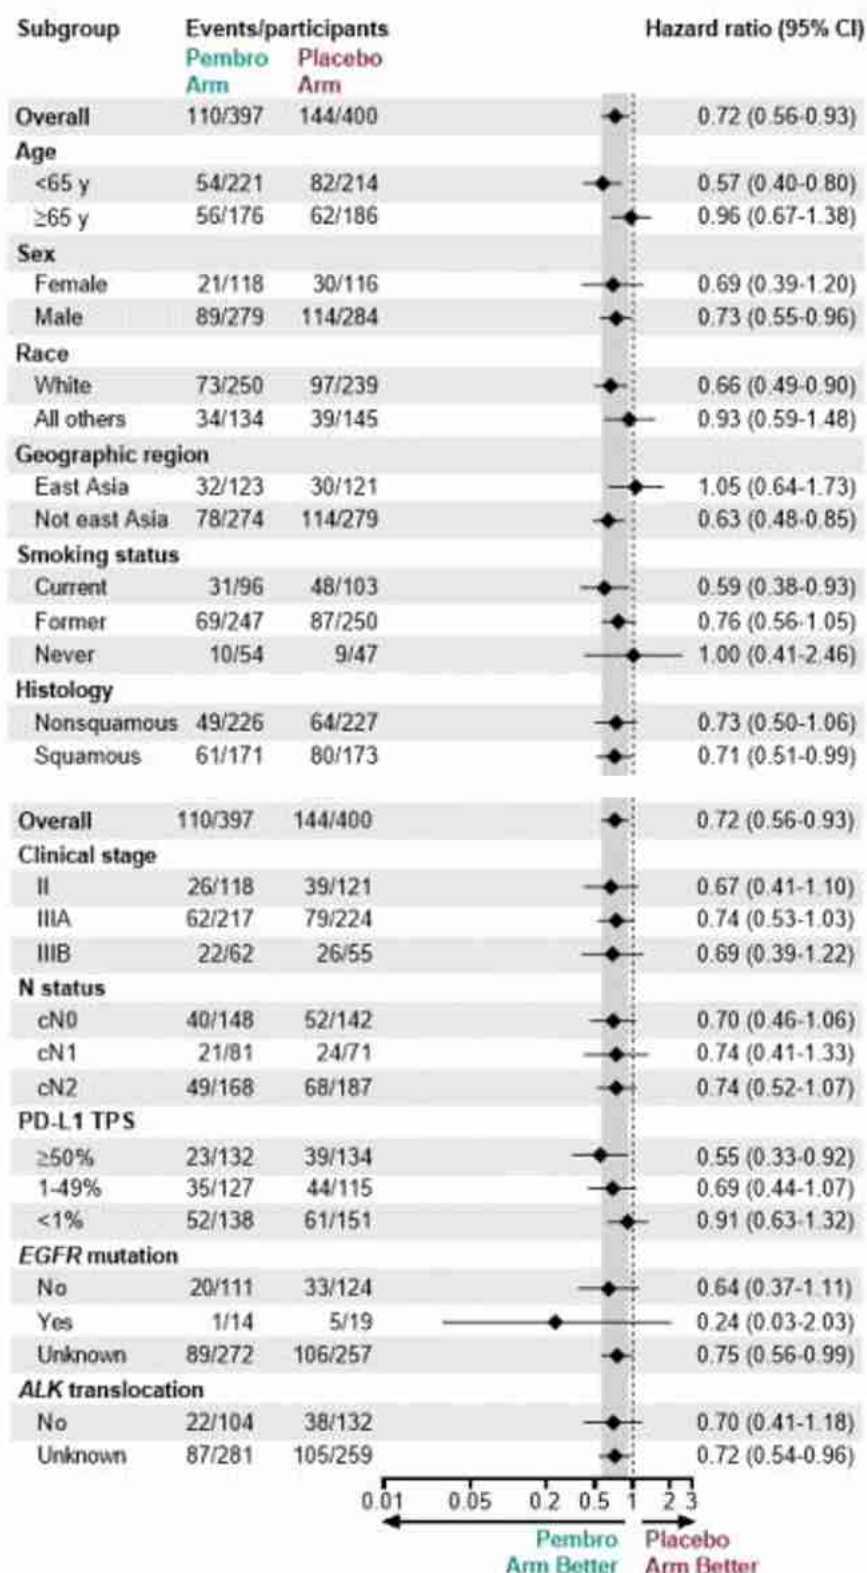 Subgroup Events/participants Hazard ratio (95% CI)
Pembro Placebo
Arm Arm
Overall 110/397 144/400 0.72 (0.56-0.93)
Age
<65 y 54/221 82/214 0.57 (0.40-0.80)
≥65 y 56/176 62/186 0.96 (0.67-1.38)
Sex
Female 21/118 30/116 0.69 (0.39-1.20)
Male 89/279 114/284 0.73 (0.55-0.96)
Race
White 73/250 97/239 0.66 (0.49-0.90)
All others 34/134 39/145 0.93 (0.59-1.48)
Geographic region
East Asia 32/123 30/121 1.05 (0.64-1.73)
Not east Asia 78/274 114/279 0.63 (0.48-0.85)
Smoking status
Current 31/96 48/103 0.59 (0.38-0.93)
Former 69/247 87/250 0.76 (0.56-1.05)
Never 10/54 9/47 1.00 (0.41-2.46)
Histology
Nonsquamous 49/226 64/227 0.73 (0.50-1.06)
Squamous 61/171 80/173 0.71 (0.51-0.99)
Overall 110/397 144/400 0.72 (0.56-0.93)
Clinical stage
II 26/118 39/121 0.67 (0.41-1.10)
IIIA 62/217 79/224 0.74 (0.53-1.03)
IIIB 22/62 26/55 0.69 (0.39-1.22)
N status
cN0 40/148 52/142 0.70 (0.46-1.06)
cN1 21/81 24/71 0.74 (0.41-1.33)
cN2 49/168 68/187 0.74 (0.52-1.07)
PD-L1 TPS
≥50% 23/132 39/134 0.55 (0.33-0.92)
1-49% 35/127 44/115 0.69 (0.44-1.07)
<1% 52/138 61/151 0.91 (0.63-1.32)
EGFR mutation
No 20/111 33/124 0.64 (0.37-1.11)
Yes 1/14 5/19 0.24 (0.03-2.03)
Unknown 89/272 106/257 0.75 (0.56-0.99)
ALK translocation
No 22/104 38/132 0.70 (0.41-1.18)
Unknown 87/281 105/259 0.72 (0.54-0.96)
0.01 0.05 0.2 0.5 1 2 3
Pembro Placebo
Arm Better Arm Better